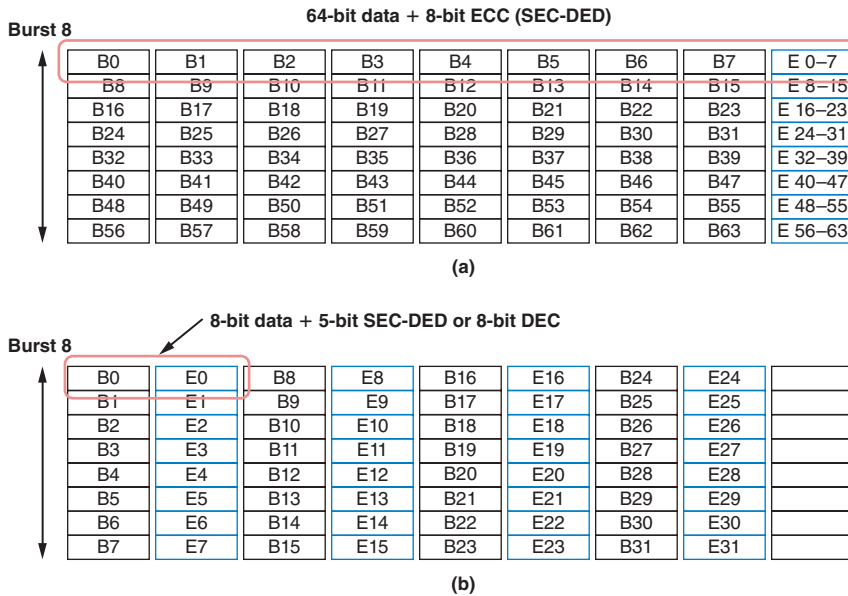 64-bit data + 8-bit ECC (SEC-DED)
Burst 8
B0 B1 B2 B3 B4 B5 B6 B7 E 0–7
B8 B9 B10 B11 B12 B13 B14 B15 E 8–15
B16 B17 B18 B19 B20 B21 B22 B23 E 16–23
B24 B25 B26 B27 B28 B29 B30 B31 E 24–31
B32 B33 B34 B35 B36 B37 B38 B39 E 32–39
B40 B41 B42 B43 B44 B45 B46 B47 E 40–47
B48 B49 B50 B51 B52 B53 B54 B55 E 48–55
B56 B57 B58 B59 B60 B61 B62 B63 E 56–63
(a)
8-bit data + 5-bit SEC-DED or 8-bit DEC
Burst 8
B0 E0 B8 E8 B16 E16 B24 E24
B1 E1 B9 E9 B17 E17 B25 E25
B2 E2 B10 E10 B18 E18 B26 E26
B3 E3 B11 E11 B19 E19 B27 E27
B4 E4 B12 E12 B20 E20 B28 E28
B5 E5 B13 E13 B21 E21 B29 E29
B6 E6 B14 E14 B22 E22 B30 E30
B7 E7 B15 E15 B23 E23 B31 E31
(b)